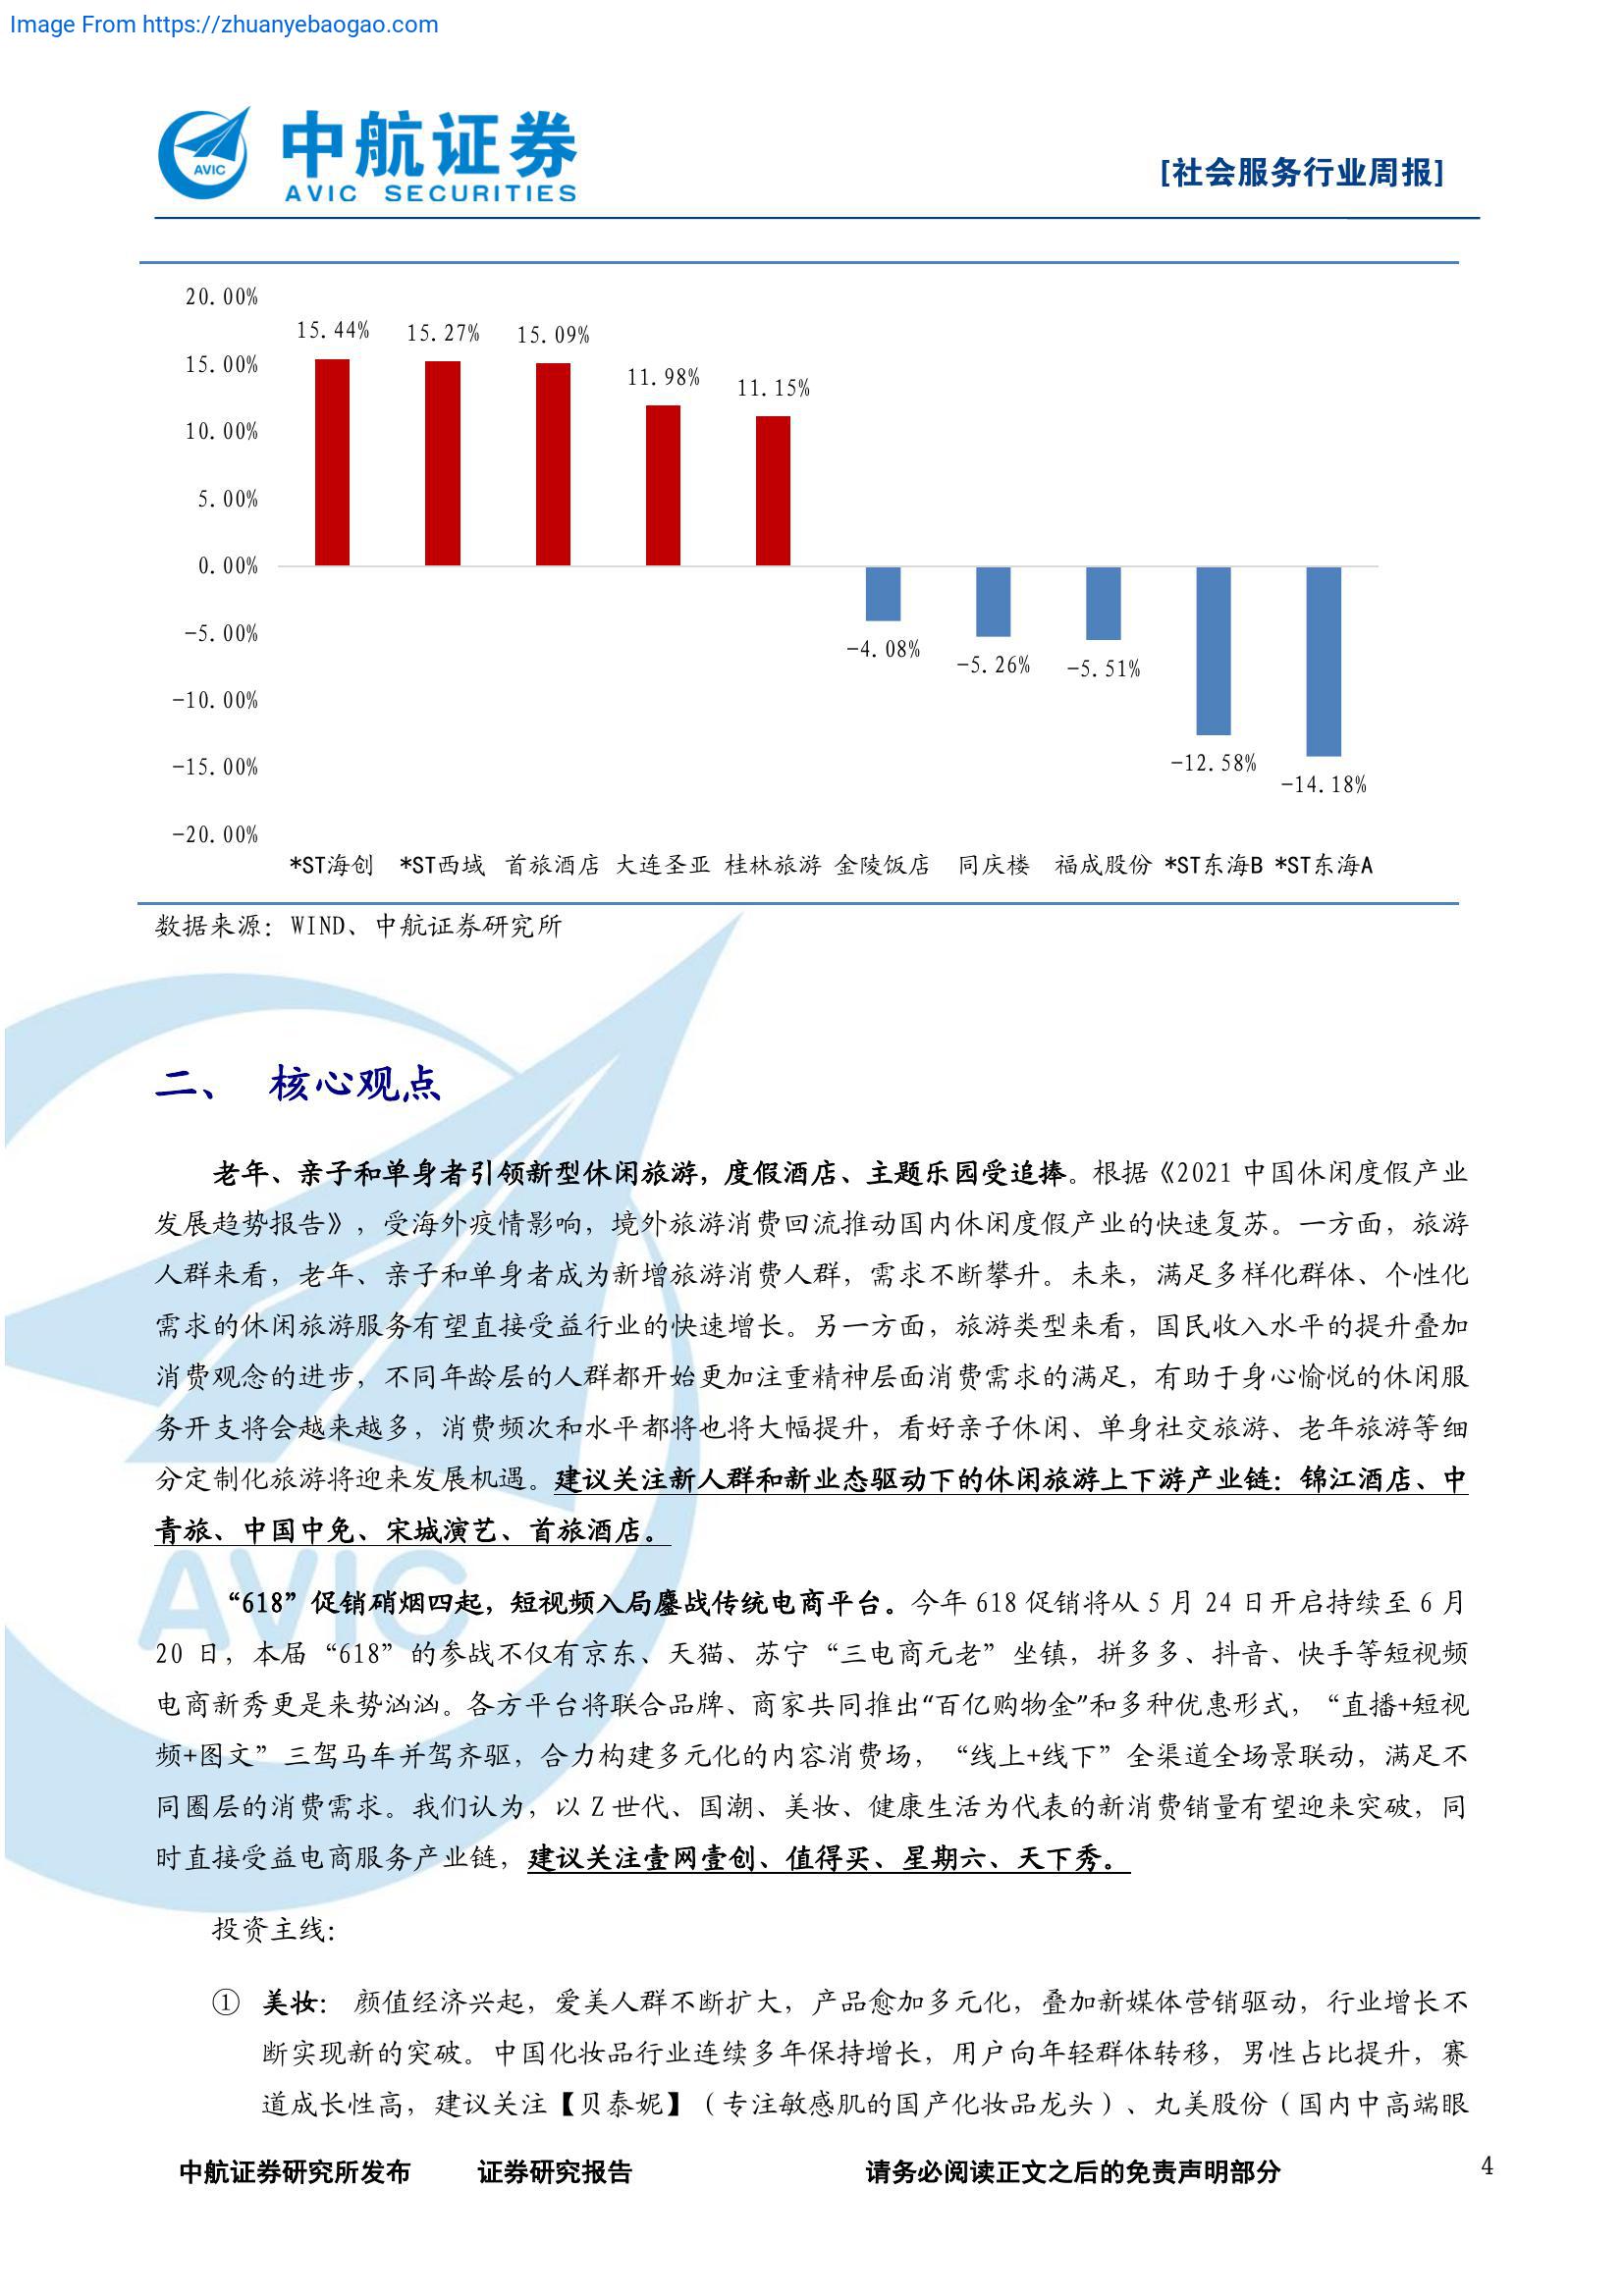 Image From https://zhuanyebaogao.com
中航证券
AVIC SECURITIES
AVIC
[社会服务行业周报]
20.00%
15.00%
10.00%
5.00%
0.00%
-5.00%
-10.00%
-15.00%
-20.00%
15.44% 15.27% 15.09% 11.98% 11.15% -4.08% -5.26% -5.51% -12.58% -14.18%
*ST海创 *ST西域 首旅酒店 大连圣亚 桂林旅游 金陵饭店 同庆楼 福成股份 *ST东海B *ST东海A
数据来源：WIND、中航证券研究所
二、 核心观点
老年、亲子和单身者引领新型休闲旅游，度假酒店、主题乐园受追捧。根据《2021 中国休闲度假产业
发展趋势报告》，受海外疫情影响，境外旅游消费回流推动国内休闲度假产业的快速复苏。一方面，旅游
人群来看，老年、亲子和单身者成为新增旅游消费人群，需求不断攀升。未来，满足多样化群体、个性化
需求的休闲旅游服务有望直接受益行业的快速增长。另一方面，旅游类型来看，国民收入水平的提升叠加
消费观念的进步，不同年龄层的人群都开始更加注重精神层面消费需求的满足，有助于身心愉悦的休闲服
务开支将会越来越多，消费频次和水平都将也将大幅提升，看好亲子休闲、单身社交旅游、老年旅游等细
分定制化旅游将迎来发展机遇。建议关注新人群和新业态驱动下的休闲旅游上下游产业链：锦江酒店、中
青旅、中国中免、宋城演艺、首旅酒店。
AVIC
“618”促销硝烟四起，短视频入局鏖战传统电商平台。今年 618 促销将从 5 月 24 日开启持续至 6 月
20 日，本届“618”的参战不仅有京东、天猫、苏宁“三电商元老”坐镇，拼多多、抖音、快手等短视频
电商新秀更是来势汹汹。各方平台将联合品牌、商家共同推出“百亿购物金”和多种优惠形式，“直播+短视
频+图文”三驾马车并驾齐驱，合力构建多元化的内容消费场，“线上+线下”全渠道全场景联动，满足不
同圈层的消费需求。我们认为，以 Z 世代、国潮、美妆、健康生活为代表的新消费销量有望迎来突破，同
时直接受益电商服务产业链，建议关注壹网壹创、值得买、星期六、天下秀。
投资主线：
① 美妆： 颜值经济兴起，爱美人群不断扩大，产品愈加多元化，叠加新媒体营销驱动，行业增长不
断实现新的突破。中国化妆品行业连续多年保持增长，用户向年轻群体转移，男性占比提升，赛
道成长性高，建议关注【贝泰妮】（专注敏感肌的国产化妆品龙头）、丸美股份（国内中高端眼
中航证券研究所发布 证券研究报告 请务必阅读正文之后的免责声明部分 4